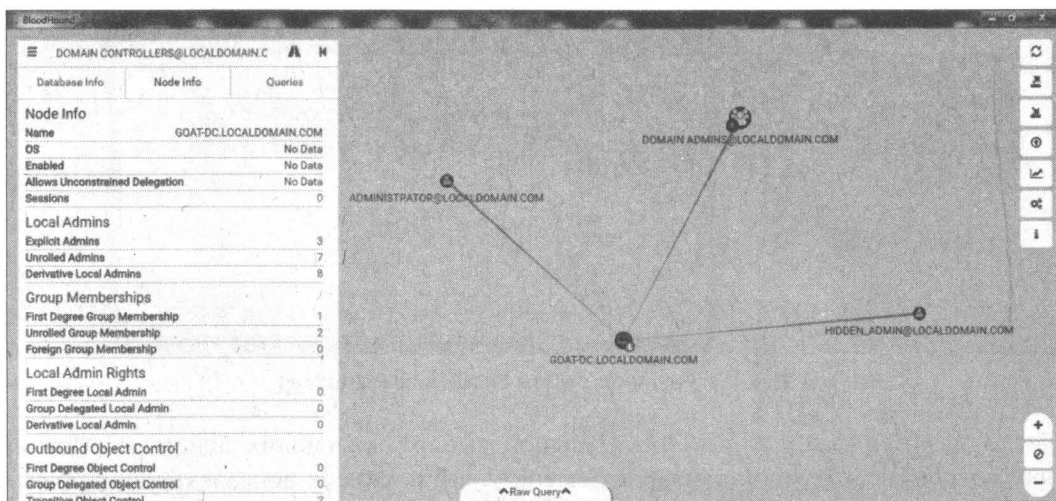 BloodHound
DOMAIN CONTROLLERS@LOCALDOMAIN.C
Database Info Node Info Queries
Node Info
Name GOAT-DC.LOCALDOMAIN.COM
OS No Data
Enabled No Data
Allows Unconstrained Delegation No Data
Sessions 0
Local Admins
Explicit Admins 3
Unrolled Admins 7
Derivative Local Admins 8
Group Memberships
First Degree Group Membership 1
Unrolled Group Membership 2
Foreign Group Membership 0
Local Admin Rights
First Degree Local Admin 0
Group Delegated Local Admin 0
Derivative Local Admin 0
Outbound Object Control
First Degree Object Control 0
Group Delegated Object Control 0
Transitive Object Control 2
DOMAIN ADMINS@LOCALDOMAIN.COM
ADMINISTRATOR@LOCALDOMAIN.COM
HIDDEN_ADMIN@LOCALDOMAIN.COM
GOAT-DC.LOCALDOMAIN.COM
Raw Query